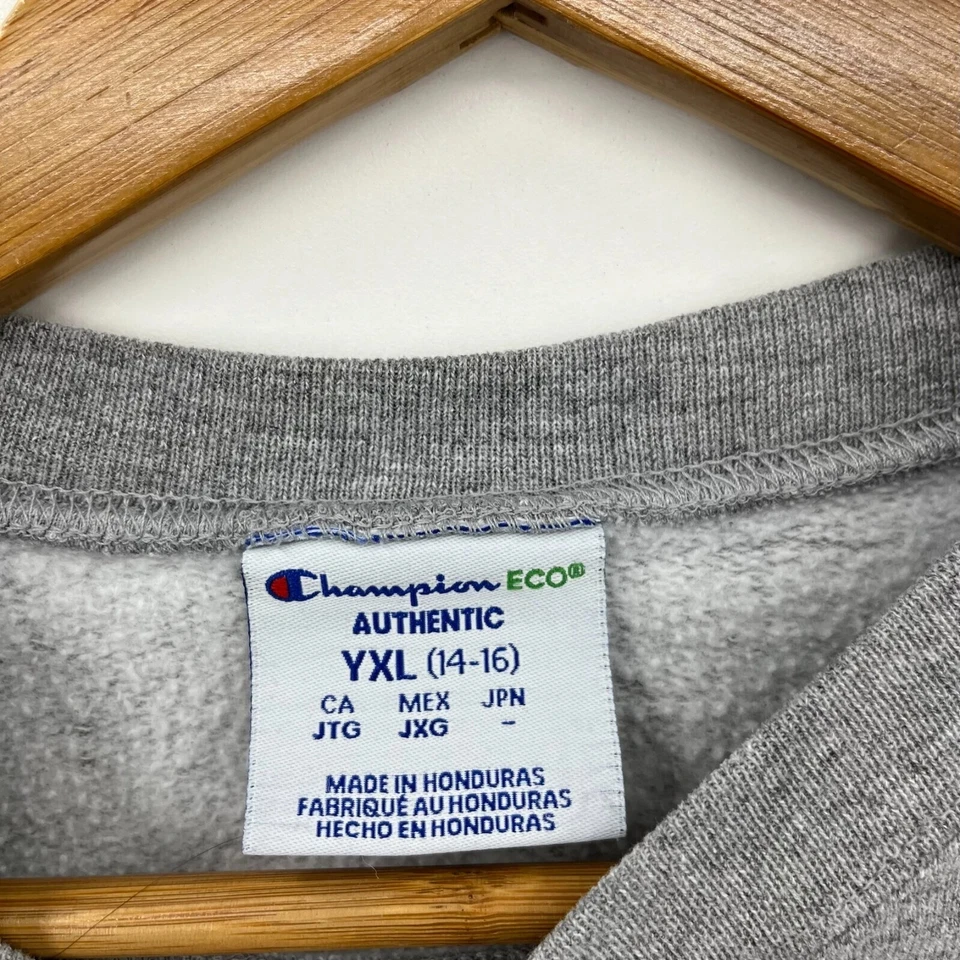 Champion ECO®
AUTHENTIC
YXL (14-16)
CA MEX JPN
JTG JXG -
MADE IN HONDURAS
FABRIQUÉ AU HONDURAS
HECHO EN HONDURAS